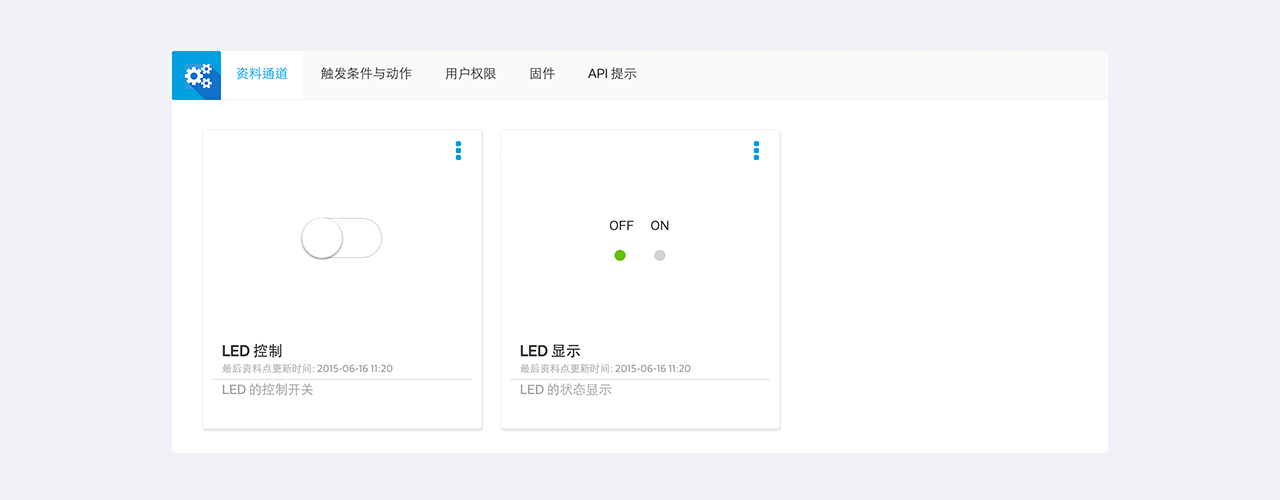 资料通道 触发条件与动作 用户权限 固件 API 提示
OFF ON
LED 控制
最后资料点更新时间: 2015-06-16 11:20
LED 的控制开关
LED 显示
最后资料点更新时间: 2015-06-16 11:20
LED 的状态显示